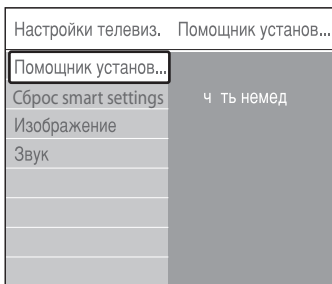 Настройки телевиз. Помощник установ...
Помощник установ...
Сброс smart settings ч ть немед
Изображение
Звук